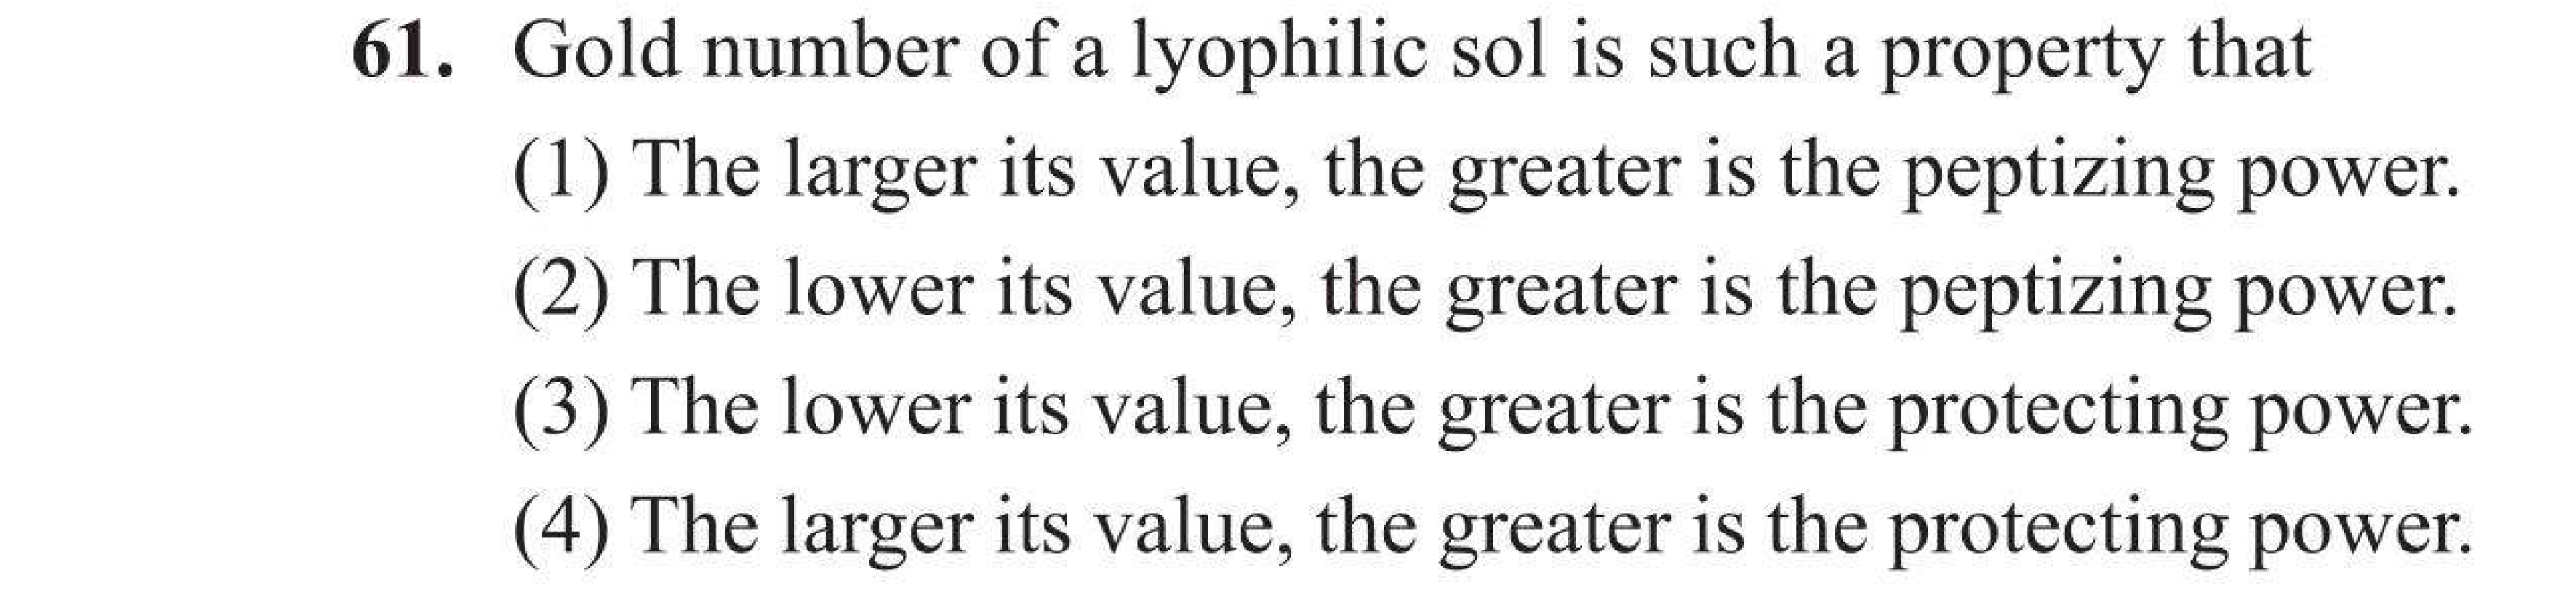 61. Gold number of a lyophilic sol is such a property that
(1) The larger its value, the greater is the peptizing power.
(2) The lower its value, the greater is the peptizing power.
(3) The lower its value, the greater is the protecting power.
(4) The larger its value, the greater is the protecting power.